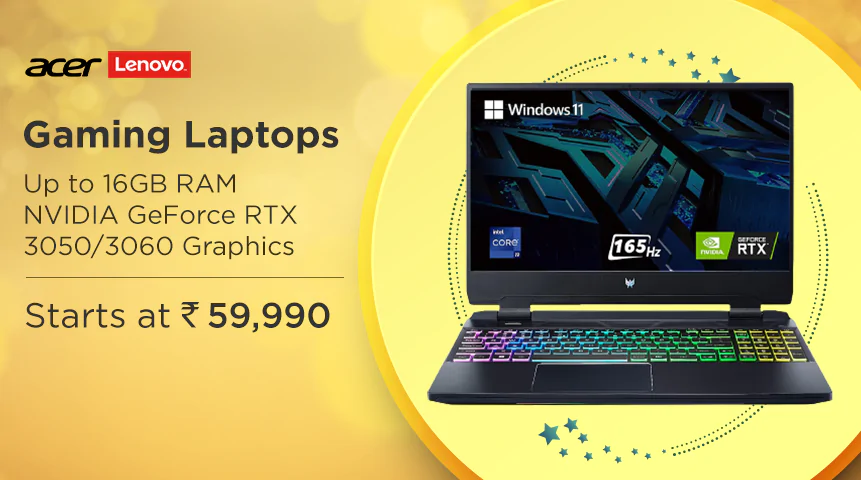 acer Lenovo
Gaming Laptops
Up to 16GB RAM
NVIDIA GeForce RTX
3050/3060 Graphics
Starts at ₹ 59,990
Windows 11
intel
CORE
i9
165Hz
NVIDIA
GEFORCE
RTX